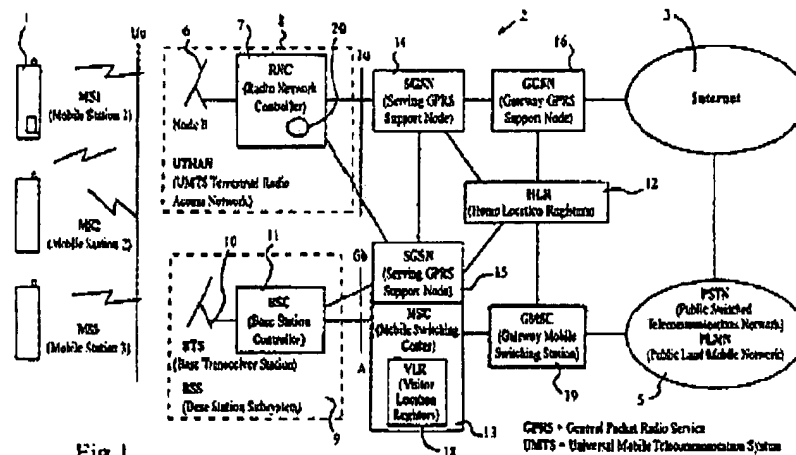 1
Uu
6
7
8
20
Iu
14
2
16
3
MS1
(Mobile Station 1)
Node B
RNC
(Radio Network
Controller)
SGSN
(Serving GPRS
Support Node)
GGSN
(Gateway GPRS
Support Node)
Internet
UTRAN
(UMTS Terrestrial Radio
Access Network)
HLR
(Home Location Registers)
12
MS2
(Mobile Station 2)
10
11
Gb
SGSN
(Serving GPRS
Support Node)
15
BSC
(Base Station
Controller)
MSC
(Mobile Switching
Center)
GMSC
(Gateway Mobile
Switching Station)
PSTN
(Public Switched
Telecommunications Network)
PLMN
(Public Land Mobile Network)
MS3
(Mobile Station 3)
BTS
(Base Transceiver Station)
A
VLR
(Visitor
Location
Registers)
19
5
BSS
(Base Station Subsystem)
9
18
13
GPRS = General Packet Radio Service
UMTS = Universal Mobile Telecommunication System
Fig 1